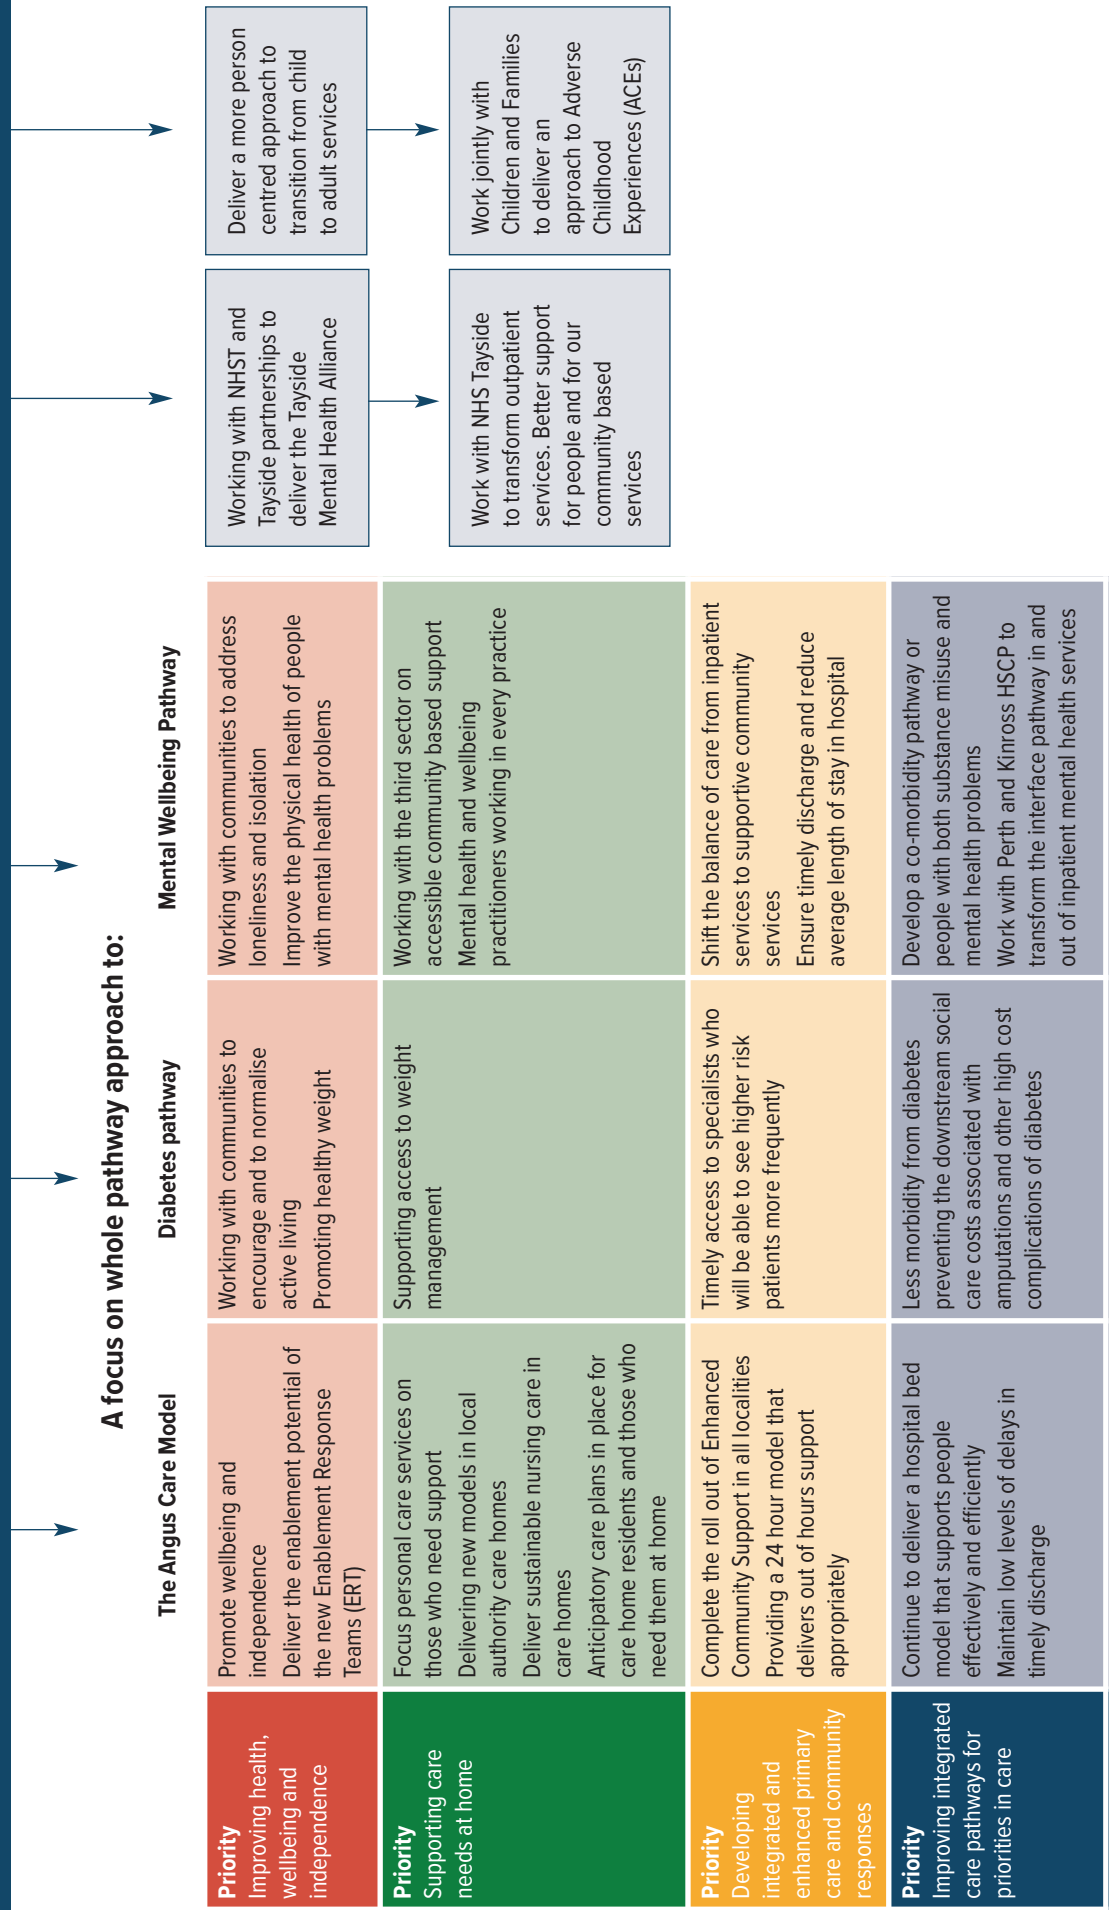 A focus on whole pathway approach to:
The Angus Care Model
Diabetes pathway
Mental Wellbeing Pathway
Priority
Improving health,
wellbeing and
independence
Promote wellbeing and
independence
Deliver the enablement potential of
the new Enablement Response
Teams (ERT)
Working with communities to
encourage and to normalise
active living
Promoting healthy weight
Working with communities to address
loneliness and isolation
Improve the physical health of people
with mental health problems
Priority
Supporting care
needs at home
Focus personal care services on
those who need support
Delivering new models in local
authority care homes
Deliver sustainable nursing care in
care homes
Anticipatory care plans in place for
care home residents and those who
need them at home
Supporting access to weight
management
Working with the third sector on
accessible community based support
Mental health and wellbeing
practitioners working in every practice
Priority
Developing
integrated and
enhanced primary
care and community
responses
Complete the roll out of Enhanced
Community Support in all localities
Providing a 24 hour model that
delivers out of hours support
appropriately
Timely access to specialists who
will be able to see higher risk
patients more frequently
Shift the balance of care from inpatient
services to supportive community
services
Ensure timely discharge and reduce
average length of stay in hospital
Priority
Improving integrated
care pathways for
priorities in care
Continue to deliver a hospital bed
model that supports people
effectively and efficiently
Maintain low levels of delays in
timely discharge
Less morbidity from diabetes
preventing the downstream social
care costs associated with
amputations and other high cost
complications of diabetes
Develop a co-morbidity pathway or
people with both substance misuse and
mental health problems
Work with Perth and Kinross HSCP to
transform the interface pathway in and
out of inpatient mental health services
Working with NHST and
Tayside partnerships to
deliver the Tayside
Mental Health Alliance
Work with NHS Tayside
to transform outpatient
services. Better support
for people and for our
community based
services
Deliver a more person
centred approach to
transition from child
to adult services
Work jointly with
Children and Families
to deliver an
approach to Adverse
Childhood
Experiences (ACEs)